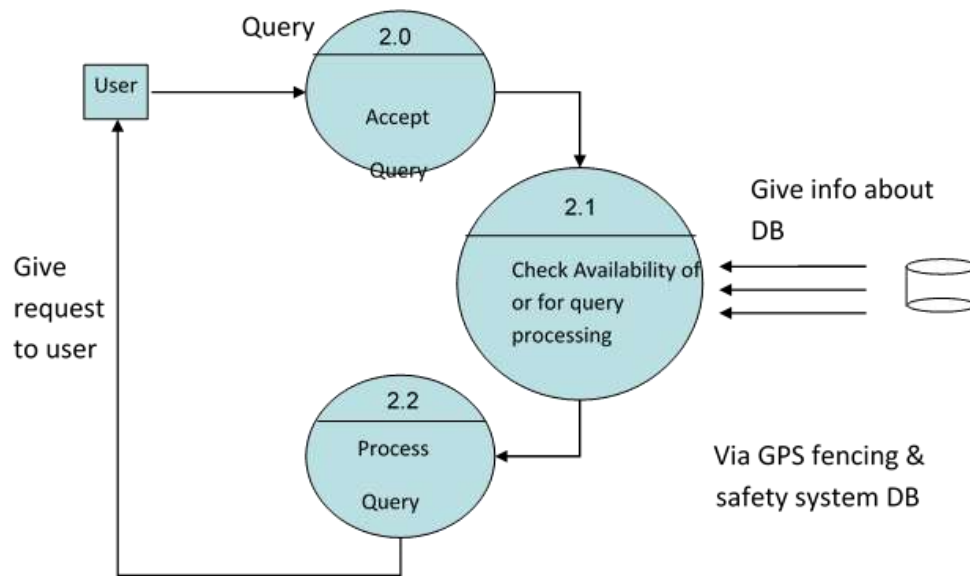 Query
2.0
User
Accept
Query
2.1
Give info about
DB
Check Availability of
or for query
processing
Give
request
to user
2.2
Process
Query
Via GPS fencing &
safety system DB